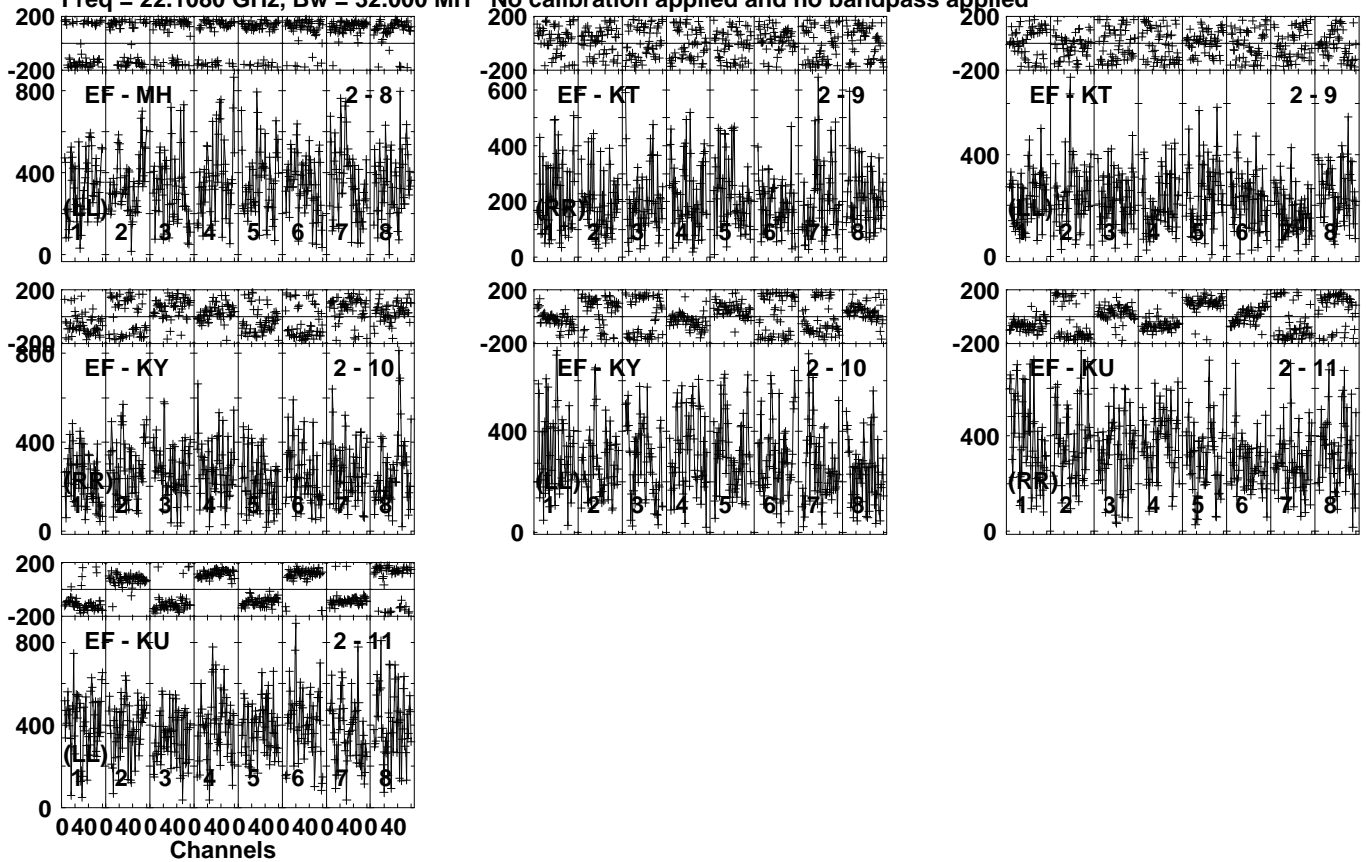 Freq = 22.1080 GHz, Bw = 32.000 MH No calibration applied and no bandpass applied
200 200 200
-200 -200 -200
EF - MH 2 - 8 EF - KT 2 - 9 EF - KT 2 - 9
800 600
400 400 400
200
(LL) (RR) (LL)
1 2 3 4 5 6 7 8 1 2 3 4 5 6 7 8 1 2 3 4 5 6 7 8
0 0 0
200 200 200
-200 -200 -200
800
EF - KY 2 - 10 EF - KY 2 - 10 EF - KU 2 - 11
400 400 400
(RR) (LL) (RR)
1 2 3 4 5 6 7 8 1 2 3 4 5 6 7 8 1 2 3 4 5 6 7 8
0 0 0
200
-200
800
EF - KU 2 - 11
400
(LL)
1 2 3 4 5 6 7 8
0
0 40 0 40 0 40 0 40 0 40 0 40 0 40 0 40
Channels